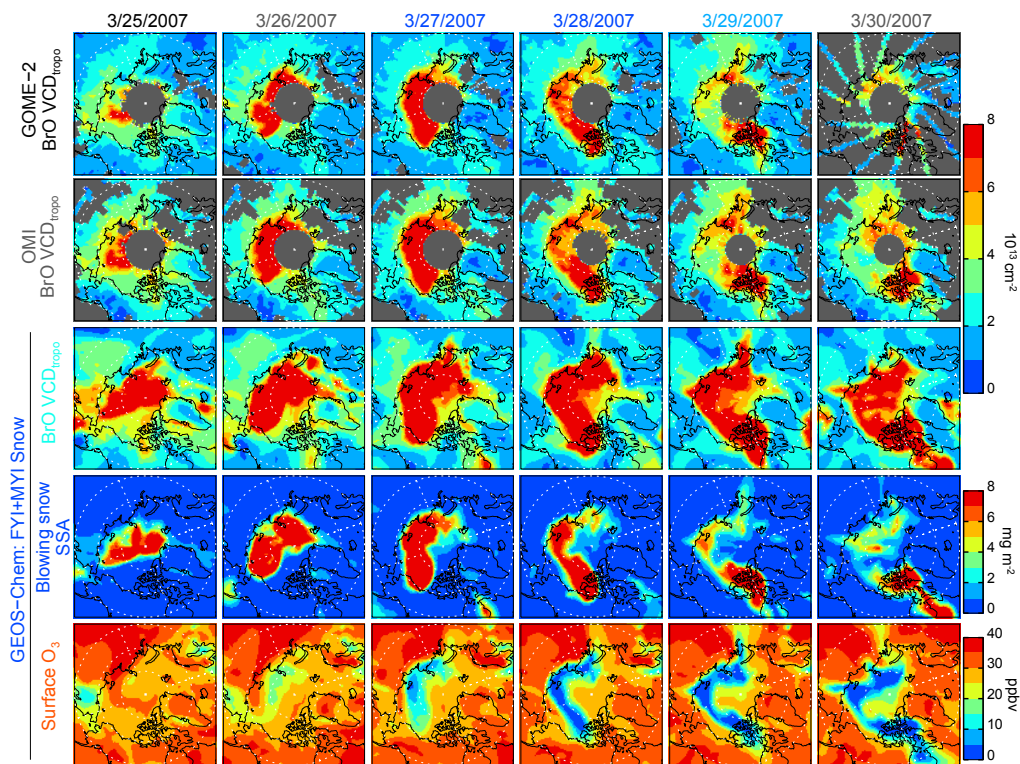 3/25/2007 3/26/2007 3/27/2007 3/28/2007 3/29/2007 3/30/2007
GOME−2
BrO VCDtropo
OMI
BrO VCDtropo
8
6
4
2
0
10¹³ cm⁻²
GEOS−Chem: FYI+MYI Snow
BrO VCDtropo
Blowing snow
SSA
8
6
4
2
0
mg m⁻²
Surface O₃
40
30
20
10
0
ppbv